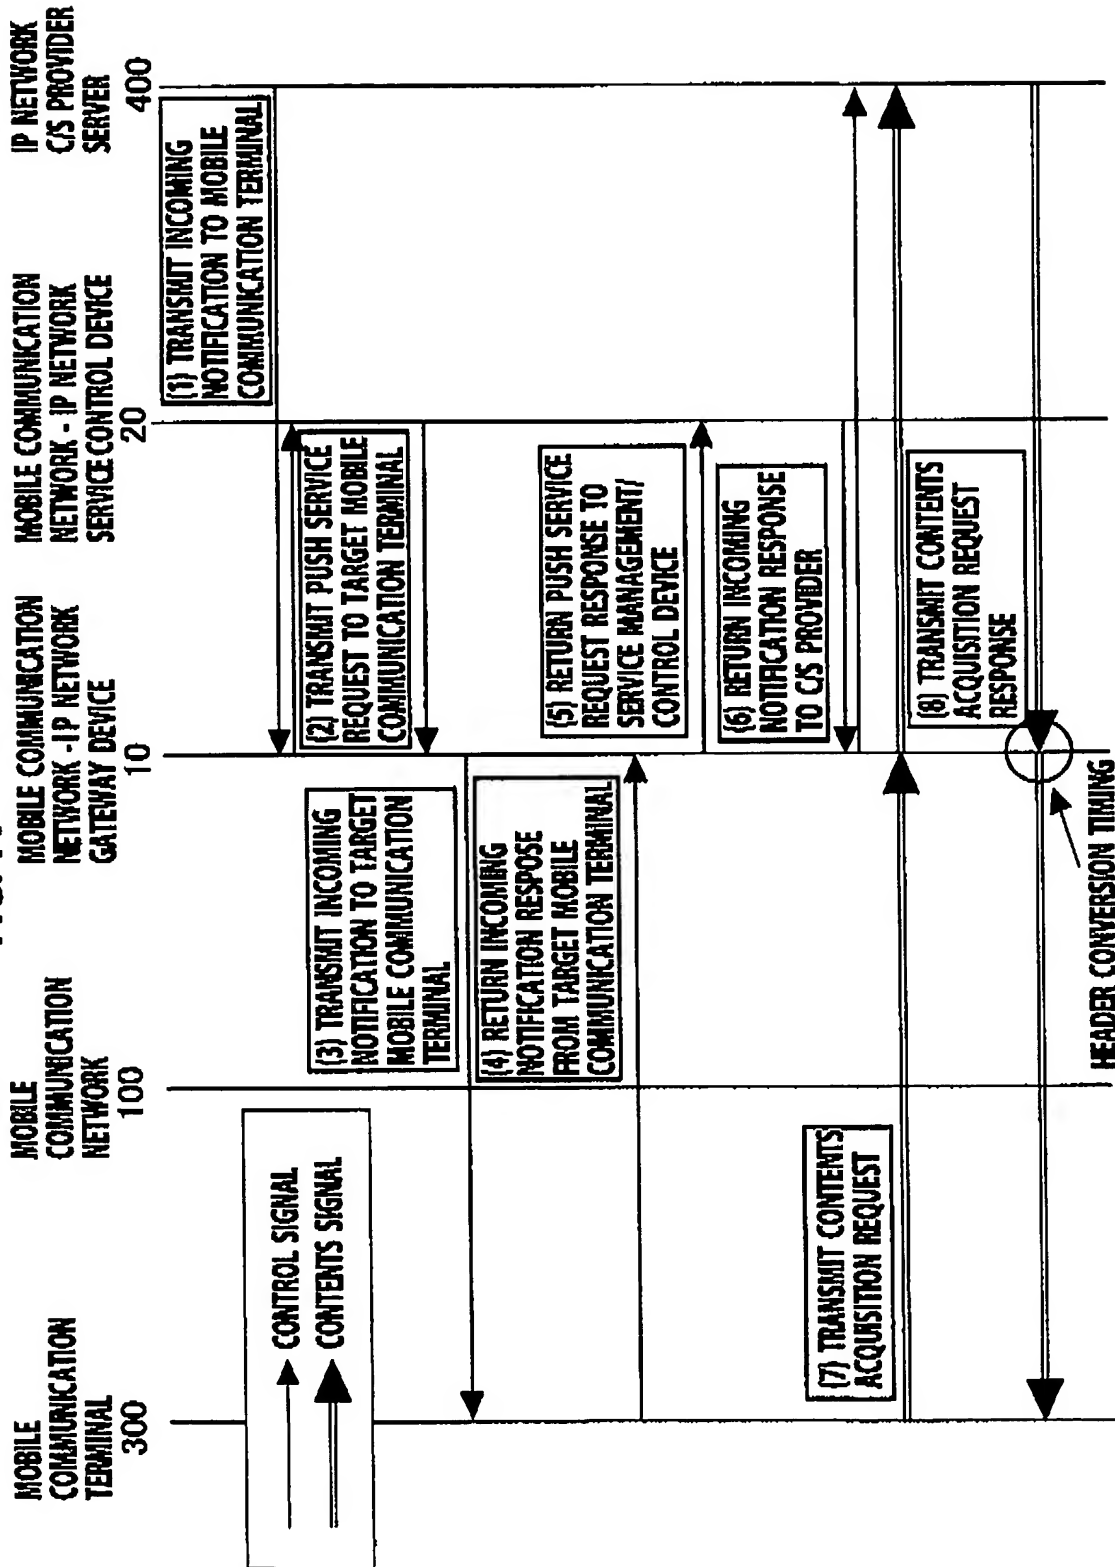 MOBILE
COMMUNICATION
TERMINAL
300
MOBILE
COMMUNICATION
NETWORK
100
MOBILE COMMUNICATION
NETWORK -IP NETWORK
GATEWAY DEVICE
10
MOBILE COMMUNICATION
NETWORK - IP NETWORK
SERVICE CONTROL DEVICE
20
IP NETWORK
C/S PROVIDER
SERVER
400
CONTROL SIGNAL
CONTENTS SIGNAL
(1) TRANSMIT INCOMING
NOTIFICATION TO MOBILE
COMMUNICATION TERMINAL
(2) TRANSMIT PUSH SERVICE
REQUEST TO TARGET MOBILE
COMMUNICATION TERMINAL
(3) TRANSMIT INCOMING
NOTIFICATION TO TARGET
MOBILE COMMUNICATION
TERMINAL
(4) RETURN INCOMING
NOTIFICATION RESPOSE
FROM TARGET MOBILE
COMMUNICATION TERMINAL
(5) RETURN PUSH SERVICE
REQUEST RESPONSE TO
SERVICE MANAGEMENT/
CONTROL DEVICE
(6) RETURN INCOMING
NOTIFICATION RESPONSE
TO C/S PROVIDER
(7) TRANSMIT CONTENTS
ACQUISITION REQUEST
(8) TRANSMIT CONTENTS
ACQUISITION REQUEST
RESPONSE
HEADER CONVERSION TIMING